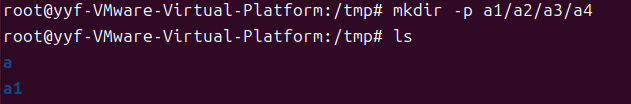 root@yyf-VMware-Virtual-Platform:/tmp# mkdir -p a1/a2/a3/a4
root@yyf-VMware-Virtual-Platform:/tmp# ls
a
a1